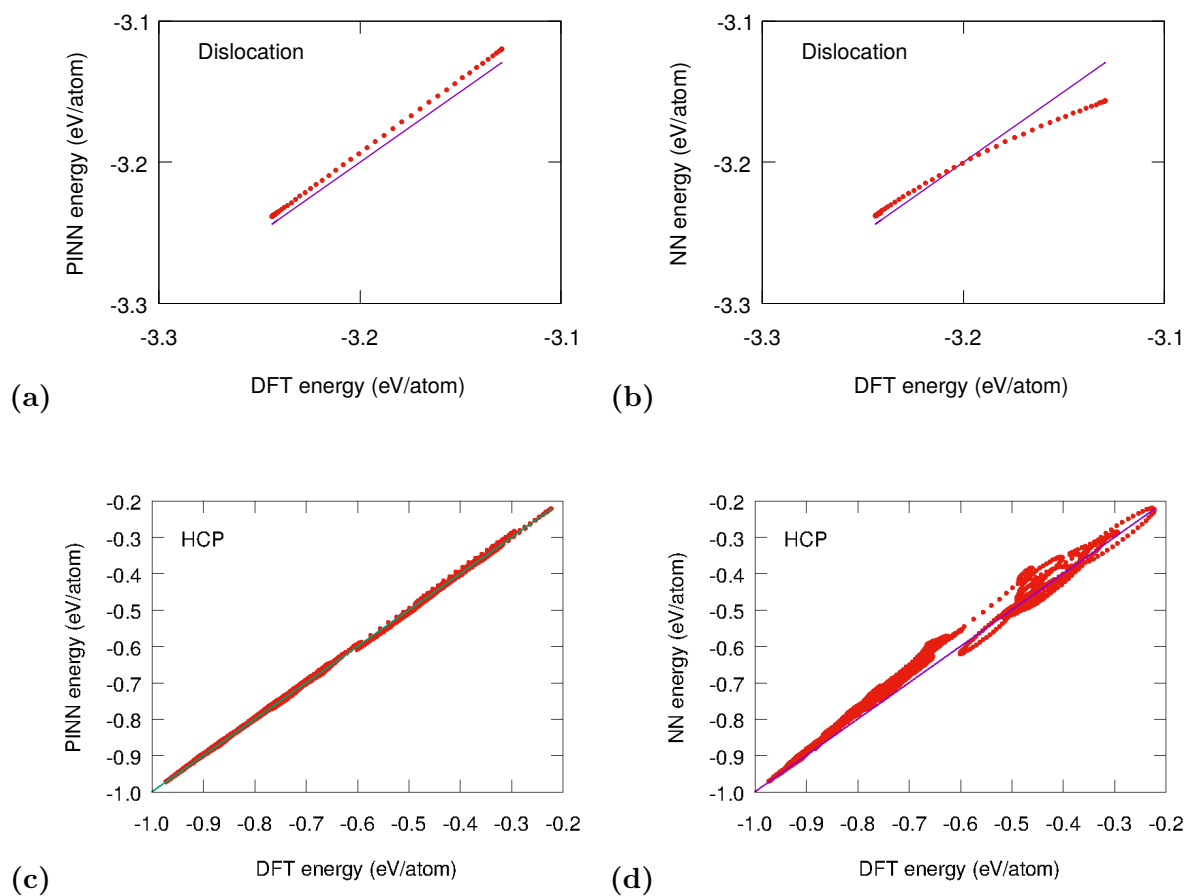 -3.1
Dislocation
PINN energy (eV/atom)
-3.2
-3.3
-3.3 -3.2 -3.1
DFT energy (eV/atom)
(a)
-3.1
Dislocation
NN energy (eV/atom)
-3.2
-3.3
-3.3 -3.2 -3.1
DFT energy (eV/atom)
(b)
-0.2
HCP
-0.3
-0.4
PINN energy (eV/atom)
-0.5
-0.6
-0.7
-0.8
-0.9
-1.0
-1.0 -0.9 -0.8 -0.7 -0.6 -0.5 -0.4 -0.3 -0.2
DFT energy (eV/atom)
(c)
-0.2
HCP
-0.3
-0.4
NN energy (eV/atom)
-0.5
-0.6
-0.7
-0.8
-0.9
-1.0
-1.0 -0.9 -0.8 -0.7 -0.6 -0.5 -0.4 -0.3 -0.2
DFT energy (eV/atom)
(d)